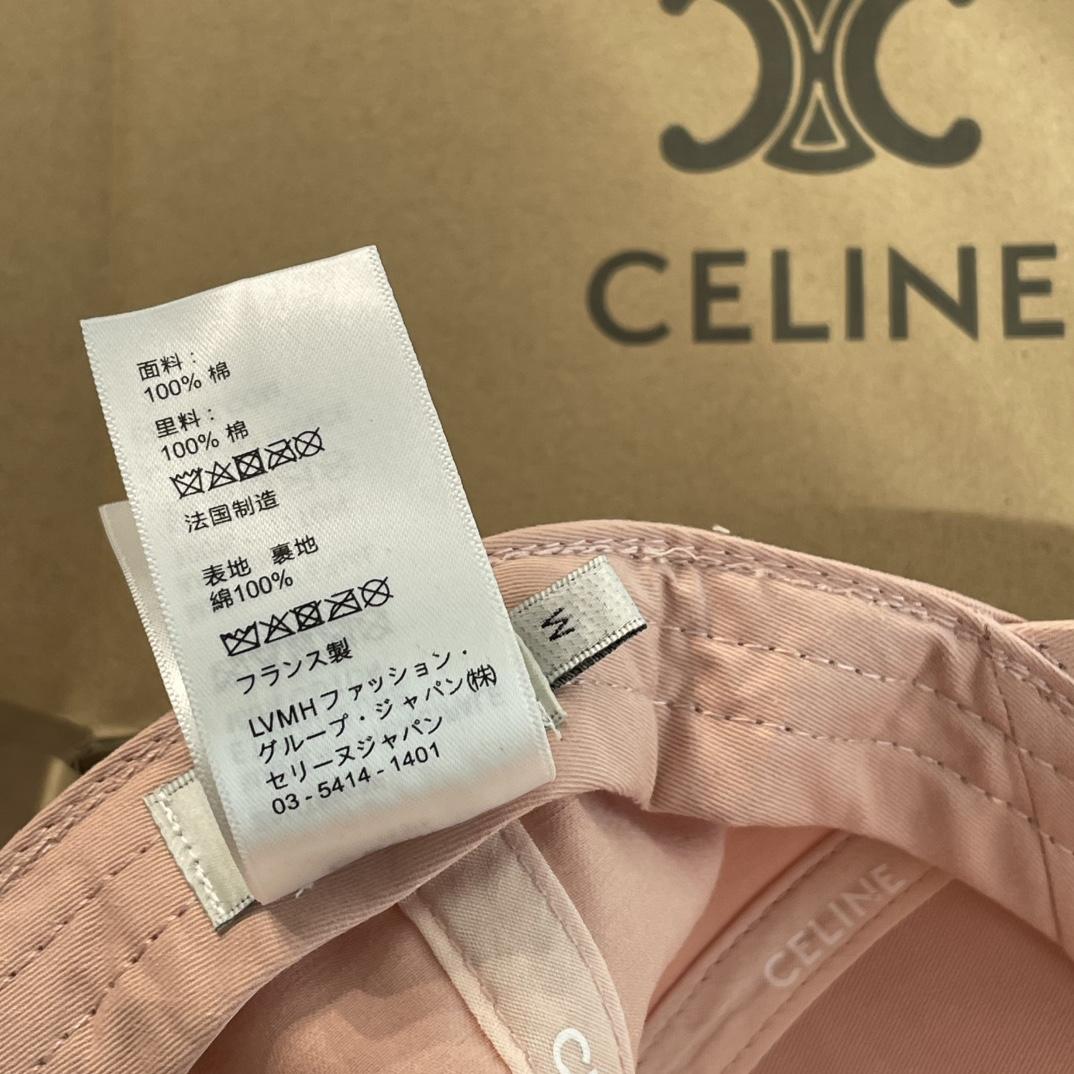 CELINE
面料：
100% 棉
里料：
100% 棉
法国制造
表地　裏地
綿100%
フランス製
LVMHファッション・
グループ・ジャパン㈱
セリーヌジャパン
03-5414-1401
M
CELINE
C